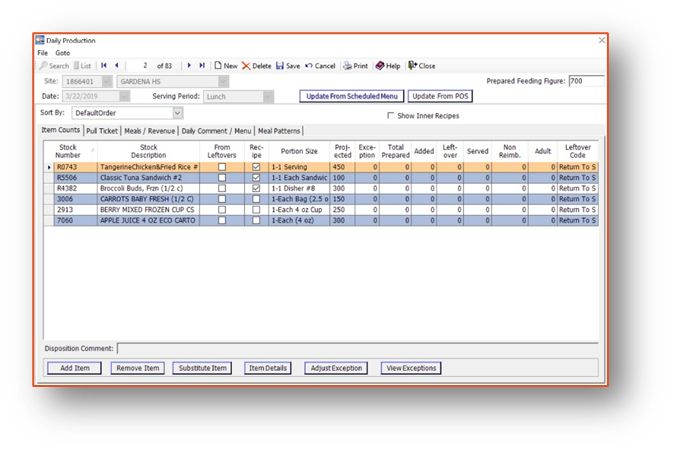 Daily Production
File Goto
Search List 2 of 83 New Delete Save Cancel Print Help Close
Site: 1866401 GARDENA HS Prepared Feeding Figure: 700
Date: 3/22/2019 Serving Period: Lunch Update From Scheduled Menu Update From POS
Sort By: DefaultOrder Show Inner Recipes
Item Counts Pull Ticket Meals / Revenue Daily Comment / Menu Meal Patterns
Stock Stock From Rec- Portion Size Proj- Exce- Total Added Left- Served Non Adult Leftover
Number Description Leftovers ipe ected ption Prepared over Reimb. Code
R0743 TangerineChicken&Fried Rice # 1-1 Serving 450 0 0 0 0 0 0 0 Return To S
R5506 Classic Tuna Sandwich #2 1-1 Each Sandwic 100 0 0 0 0 0 0 0 Return To S
R4382 Broccoli Buds, Frzn (1/2 c) 1-1 Disher #8 300 0 0 0 0 0 0 0 Return To S
3006 CARROTS BABY FRESH (1/2 C) 1-Each Bag (2.5 o 150 0 0 0 0 0 0 0 Return To S
2913 BERRY MIXED FROZEN CUP CS 1-Each 4 oz Cup 250 0 0 0 0 0 0 0 Return To S
7060 APPLE JUICE 4 OZ ECO CARTO 1-Each (4 oz) 300 0 0 0 0 0 0 0 Return To S
Disposition Comment:
Add Item Remove Item Substitute Item Item Details Adjust Exception View Exceptions